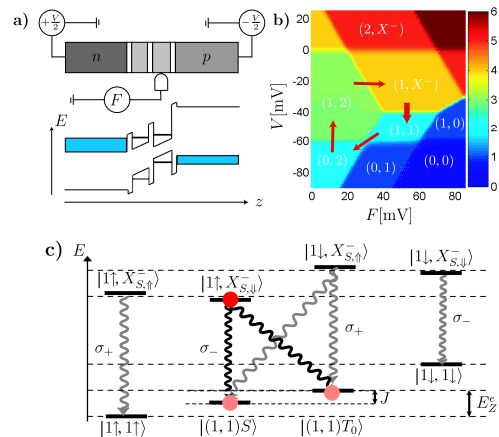 a)
+V/2
−V/2
n
p
F
E
z
b)
V[mV]
20
0
−20
−40
−60
−80
(2, X⁻)
(1, X⁻)
(1, 2)
(1, 1)
(1, 0)
(0, 2)
(0, 1)
(0, 0)
0 20 40 60 80
F[mV]
6
5
4
3
2
1
0
c)
E
|1↑, X⁻_{S,⇑}⟩
|1↑, X⁻_{S,⇓}⟩
|1↓, X⁻_{S,⇑}⟩
|1↓, X⁻_{S,⇓}⟩
σ₊
σ₋
σ₊
σ₋
|1↑, 1↑⟩
|(1, 1)S⟩
|(1, 1)T₀⟩
|1↓, 1↓⟩
J
E_Z^e